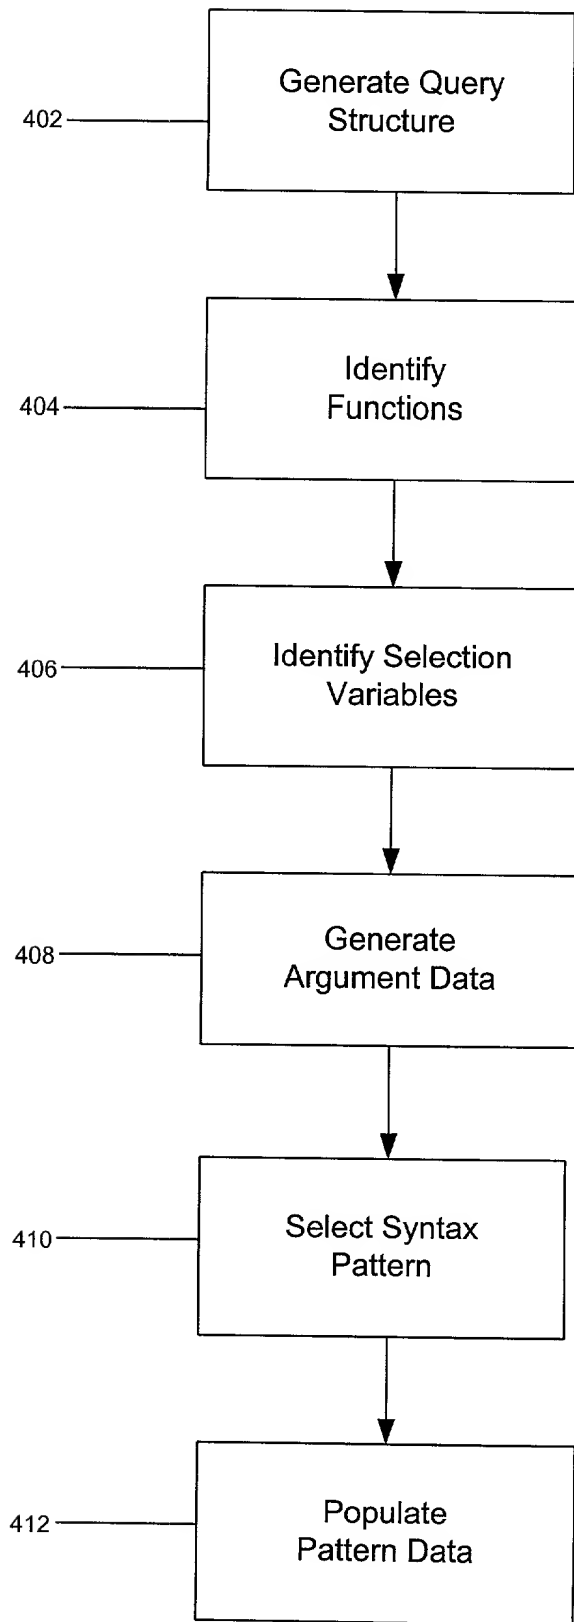 Generate Query
Structure
402
Identify
Functions
404
Identify Selection
Variables
406
Generate
Argument Data
408
Select Syntax
Pattern
410
Populate
Pattern Data
412